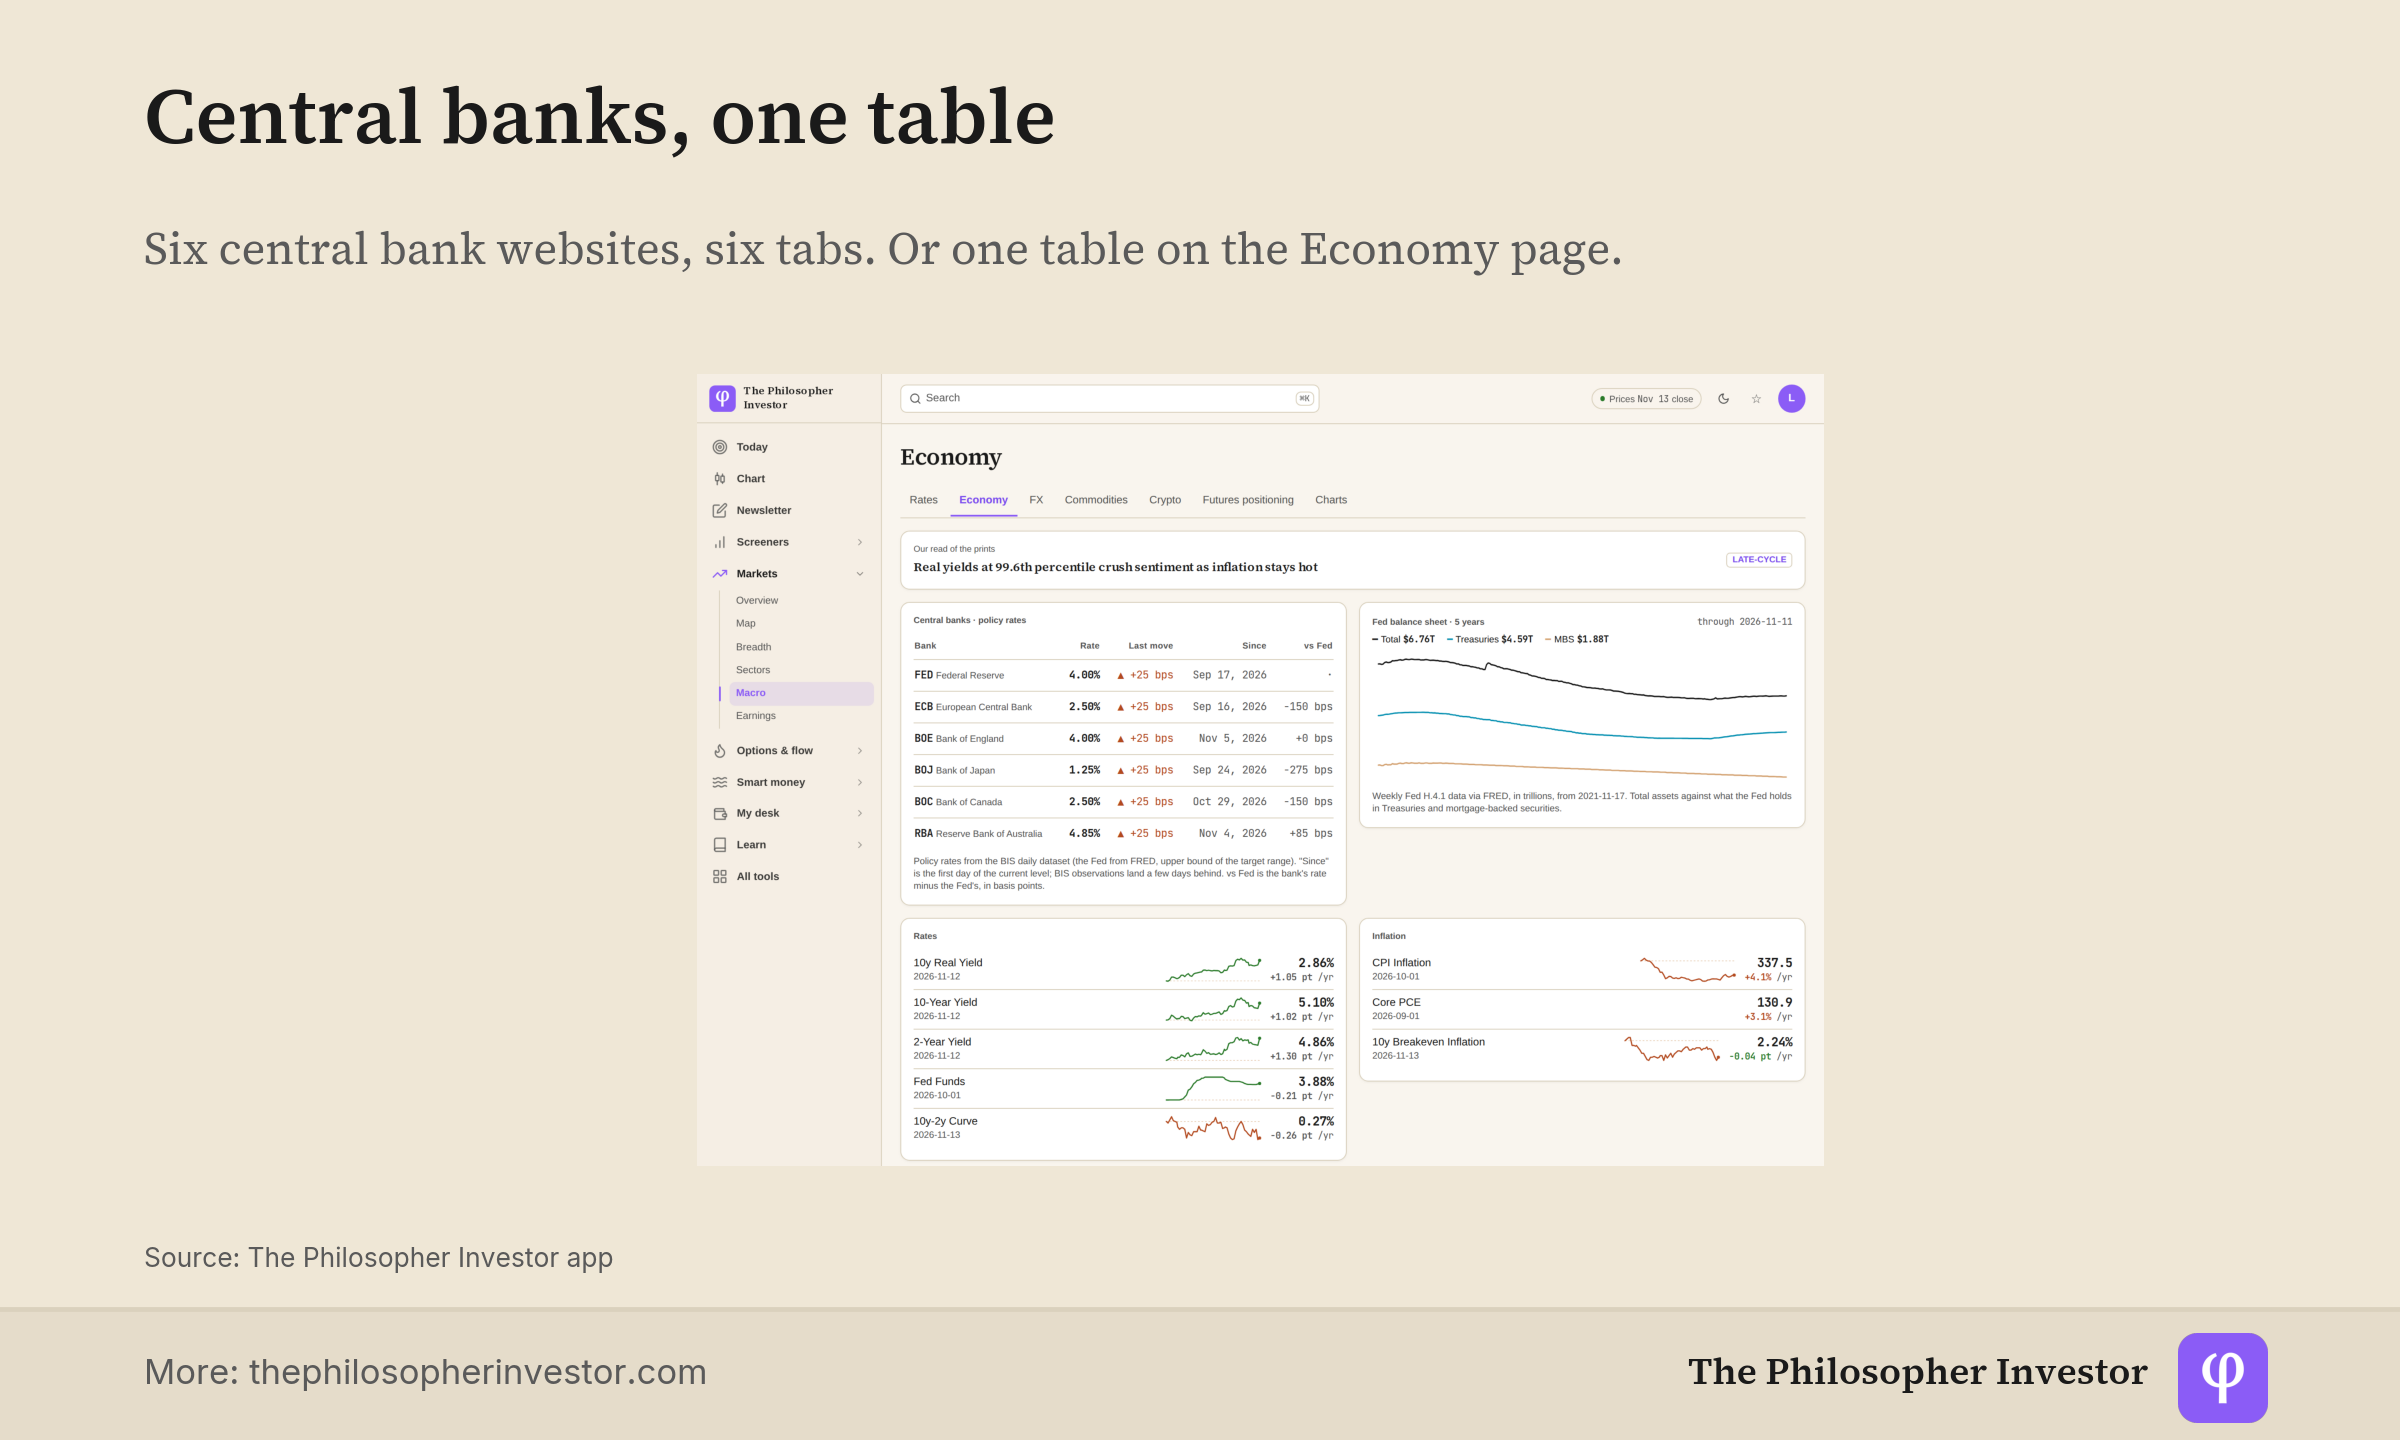 Central banks, one table
Six central bank websites, six tabs. Or one table on the Economy page.
φ The Philosopher
Investor
Search ⌘K
Prices Nov 13 close
L
Today
Chart
Newsletter
Screeners
Markets
Overview
Map
Breadth
Sectors
Macro
Earnings
Options & flow
Smart money
My desk
Learn
All tools
Economy
Rates Economy FX Commodities Crypto Futures positioning Charts
Our read of the prints
Real yields at 99.6th percentile crush sentiment as inflation stays hot
LATE-CYCLE
Central banks · policy rates
Bank Rate Last move Since vs Fed
FED Federal Reserve 4.00% ▲ +25 bps Sep 17, 2026 ·
ECB European Central Bank 2.50% ▲ +25 bps Sep 16, 2026 -150 bps
BOE Bank of England 4.00% ▲ +25 bps Nov 5, 2026 +0 bps
BOJ Bank of Japan 1.25% ▲ +25 bps Sep 24, 2026 -275 bps
BOC Bank of Canada 2.50% ▲ +25 bps Oct 29, 2026 -150 bps
RBA Reserve Bank of Australia 4.85% ▲ +25 bps Nov 4, 2026 +85 bps
Policy rates from the BIS daily dataset (the Fed from FRED, upper bound of the target range). "Since"
is the first day of the current level; BIS observations land a few days behind. vs Fed is the bank's rate
minus the Fed's, in basis points.
Fed balance sheet · 5 years through 2026-11-11
Total $6.76T Treasuries $4.59T MBS $1.88T
Weekly Fed H.4.1 data via FRED, in trillions, from 2021-11-17. Total assets against what the Fed holds
in Treasuries and mortgage-backed securities.
Rates
10y Real Yield 2.86%
2026-11-12 +1.05 pt /yr
10-Year Yield 5.10%
2026-11-12 +1.02 pt /yr
2-Year Yield 4.86%
2026-11-12 +1.30 pt /yr
Fed Funds 3.88%
2026-10-01 -0.21 pt /yr
10y-2y Curve 0.27%
2026-11-13 -0.26 pt /yr
Inflation
CPI Inflation 337.5
2026-10-01 +4.1% /yr
Core PCE 130.9
2026-09-01 +3.1% /yr
10y Breakeven Inflation 2.24%
2026-11-13 -0.04 pt /yr
Source: The Philosopher Investor app
More: thephilosopherinvestor.com
The Philosopher Investor φ